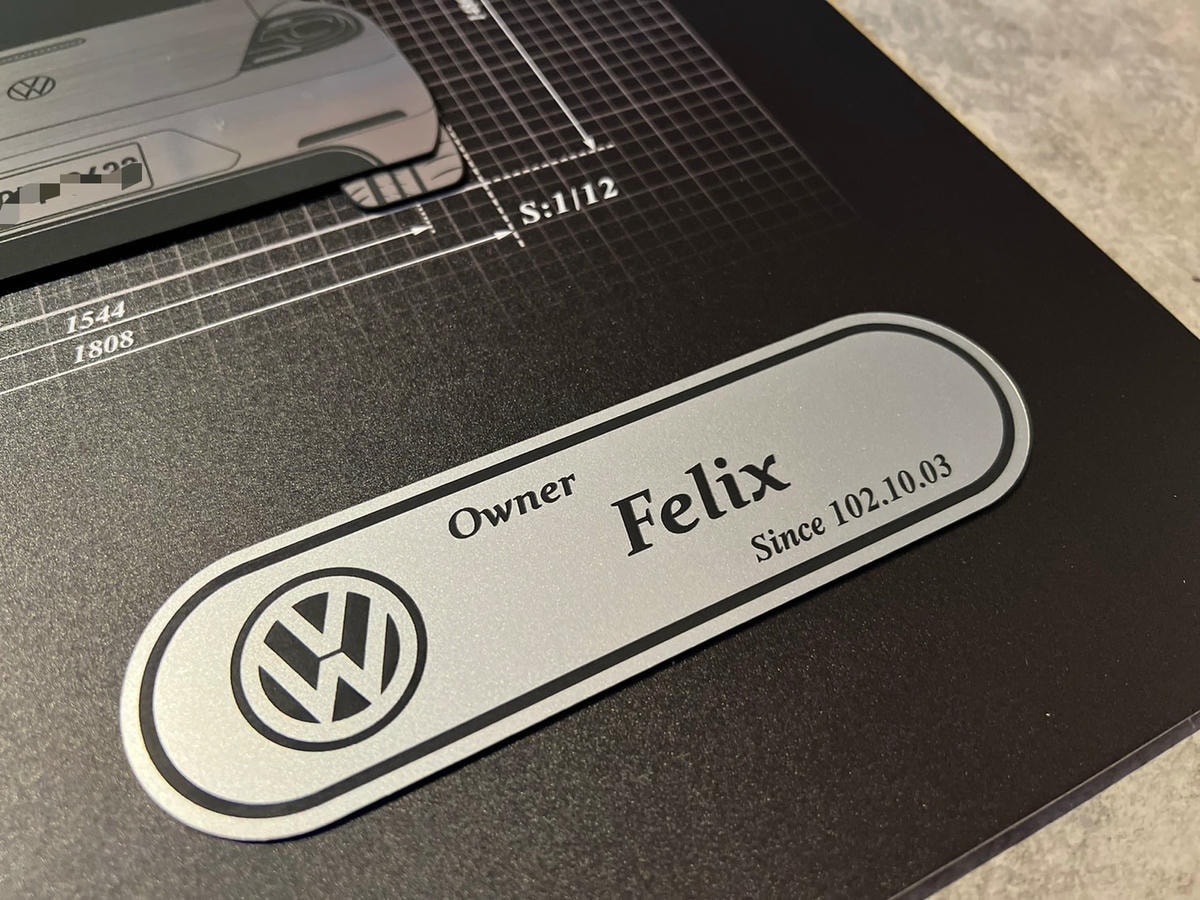 S:1/12
1544
1808
Owner
Felix
Since 102.10.03